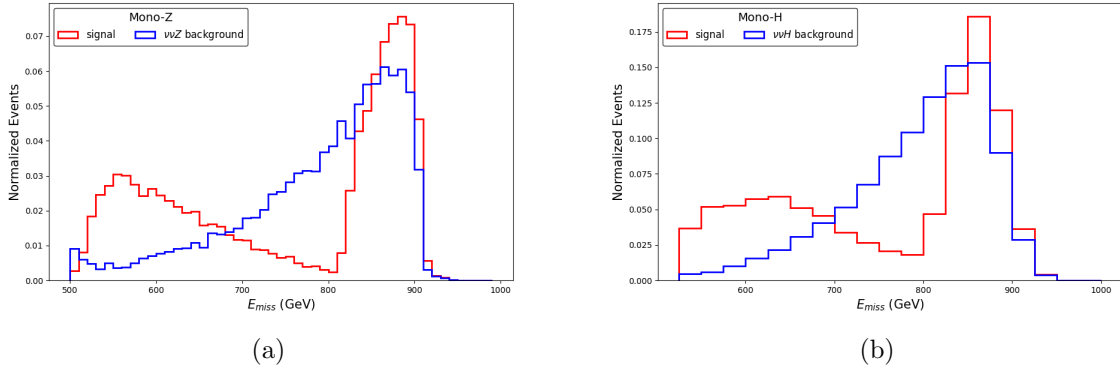 Mono-Z
signal
ννZ background
Normalized Events
0.07
0.06
0.05
0.04
0.03
0.02
0.01
0.00
500
600
700
800
900
1000
E_miss (GeV)
(a)
Mono-H
signal
ννH background
Normalized Events
0.175
0.150
0.125
0.100
0.075
0.050
0.025
0.000
600
700
800
900
1000
E_miss (GeV)
(b)